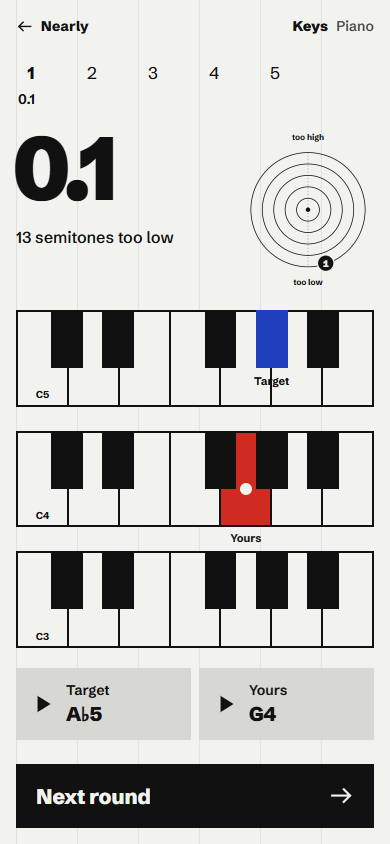 ← Nearly
Keys Piano
1 2 3 4 5
0.1
0.1
13 semitones too low
too high
1
too low
Target
C5
C4
Yours
C3
Target
A♭5
Yours
G4
Next round →